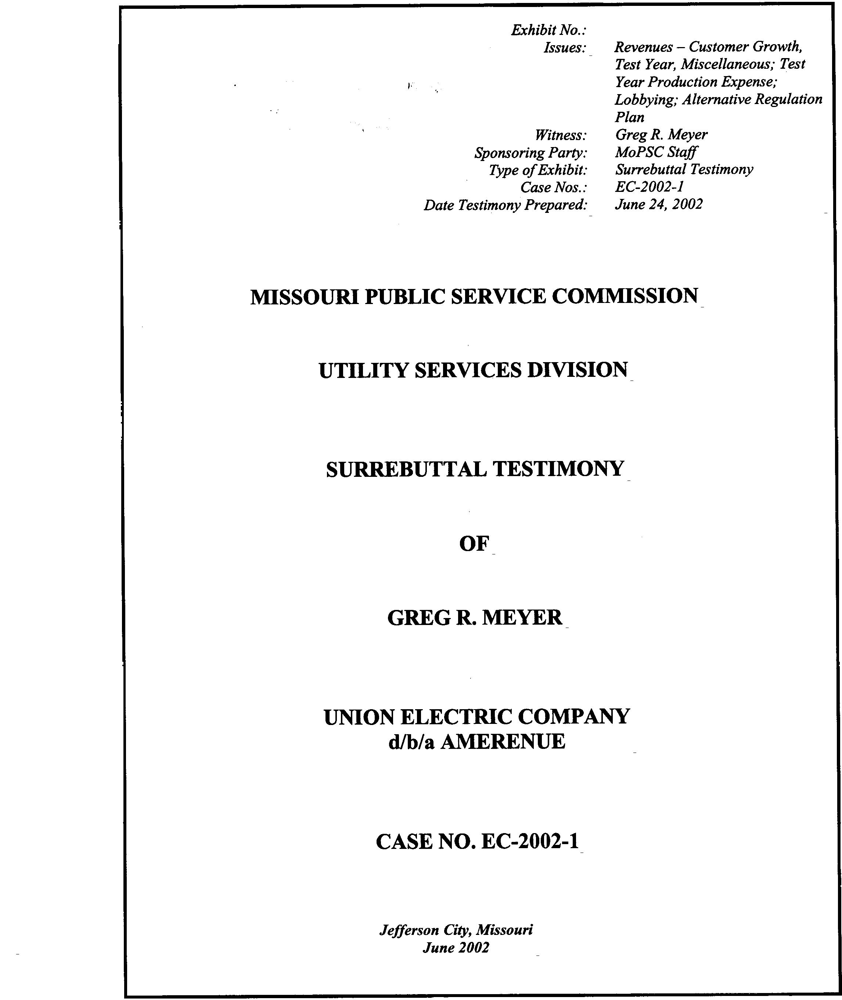 Exhibit No.:
Issues: Revenues – Customer Growth,
Test Year, Miscellaneous; Test
Year Production Expense;
Lobbying; Alternative Regulation
Plan
Witness: Greg R. Meyer
Sponsoring Party: MoPSC Staff
Type of Exhibit: Surrebuttal Testimony
Case Nos.: EC-2002-1
Date Testimony Prepared: June 24, 2002
MISSOURI PUBLIC SERVICE COMMISSION
UTILITY SERVICES DIVISION
SURREBUTTAL TESTIMONY
OF
GREG R. MEYER
UNION ELECTRIC COMPANY
d/b/a AMERENUE
CASE NO. EC-2002-1
Jefferson City, Missouri
June 2002